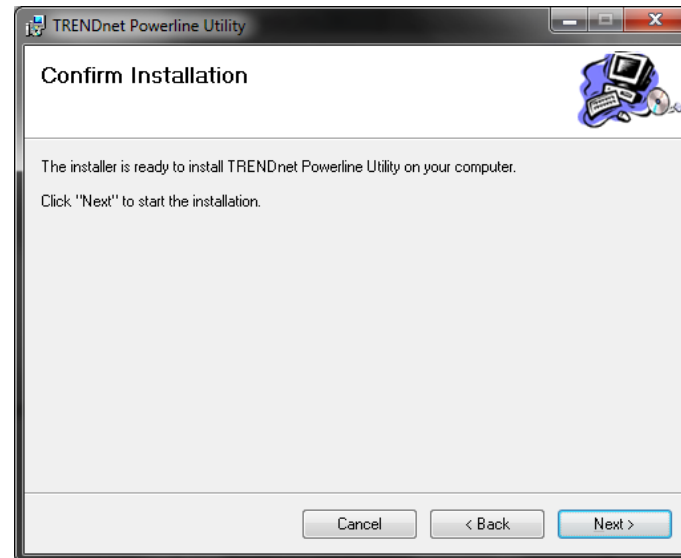 TRENDnet Powerline Utility
Confirm Installation
The installer is ready to install TRENDnet Powerline Utility on your computer.
Click "Next" to start the installation.
Cancel
< Back
Next >